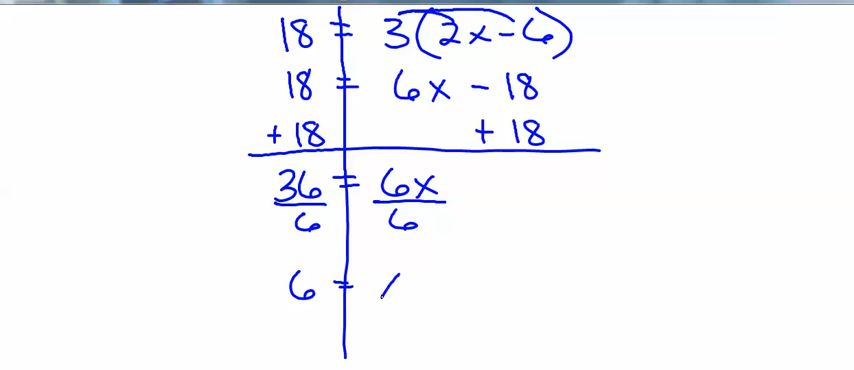 18 = 3(2x - 6)
18 = 6x - 18
+18 + 18
36 = 6x
6 6
6 =